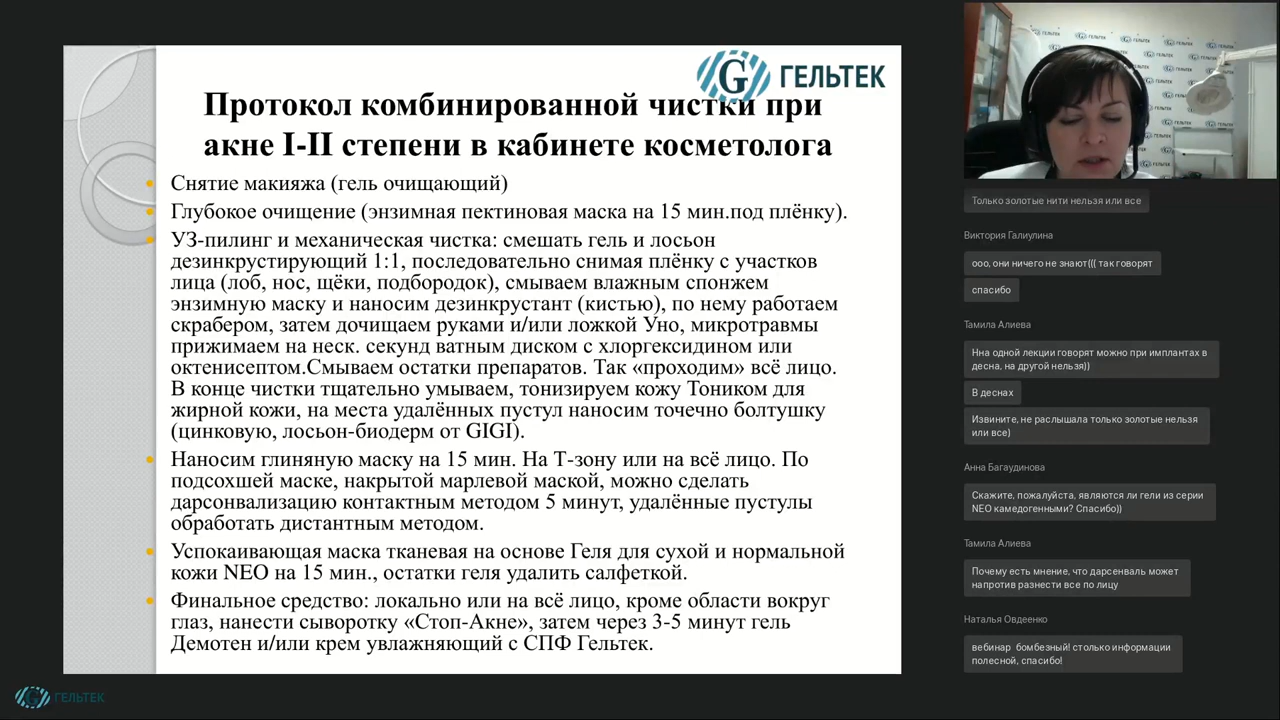 ГЕЛЬТЕК
Протокол комбинированной чистки при
акне I-II степени в кабинете косметолога
Снятие макияжа (гель очищающий)
Глубокое очищение (энзимная пектиновая маска на 15 мин.под плёнку).
УЗ-пилинг и механическая чистка: смешать гель и лосьон
дезинкрустирующий 1:1, последовательно снимая плёнку с участков
лица (лоб, нос, щёки, подбородок), смываем влажным спонжем
энзимную маску и наносим дезинкрустант (кистью), по нему работаем
скрабером, затем дочищаем руками и/или ложкой Уно, микротравмы
прижимаем на неск. секунд ватным диском с хлоргексидином или
октенисептом.Смываем остатки препаратов. Так «проходим» всё лицо.
В конце чистки тщательно умываем, тонизируем кожу Тоником для
жирной кожи, на места удалённых пустул наносим точечно болтушку
(цинковую, лосьон-биодерм от GIGI).
Наносим глиняную маску на 15 мин. На Т-зону или на всё лицо. По
подсохшей маске, накрытой марлевой маской, можно сделать
дарсонвализацию контактным методом 5 минут, удалённые пустулы
обработать дистантным методом.
Успокаивающая маска тканевая на основе Геля для сухой и нормальной
кожи NEO на 15 мин., остатки геля удалить салфеткой.
Финальное средство: локально или на всё лицо, кроме области вокруг
глаз, нанести сыворотку «Стоп-Акне», затем через 3-5 минут гель
Демотен и/или крем увлажняющий с СПФ Гельтек.
ГЕЛЬТЕК
Только золотые нити нельзя или все
Виктория Галиулина
ооо, они ничего не знают((( так говорят
спасибо
Тамила Алиева
Нна одной лекции говорят можно при имплантах в
десна, на другой нельзя))
В деснах
Извините, не распышала только золотые нельзя
или все)
Анна Багаудинова
Скажите, пожалуйста, являются ли гели из серии
NEO камедогенными? Спасибо))
Тамила Алиева
Почему есть мнение, что дарсенваль может
напротив разнести все по лицу
Наталья Овдеенко
вебинар бомбезный! столько информации
полесной, спасибо!